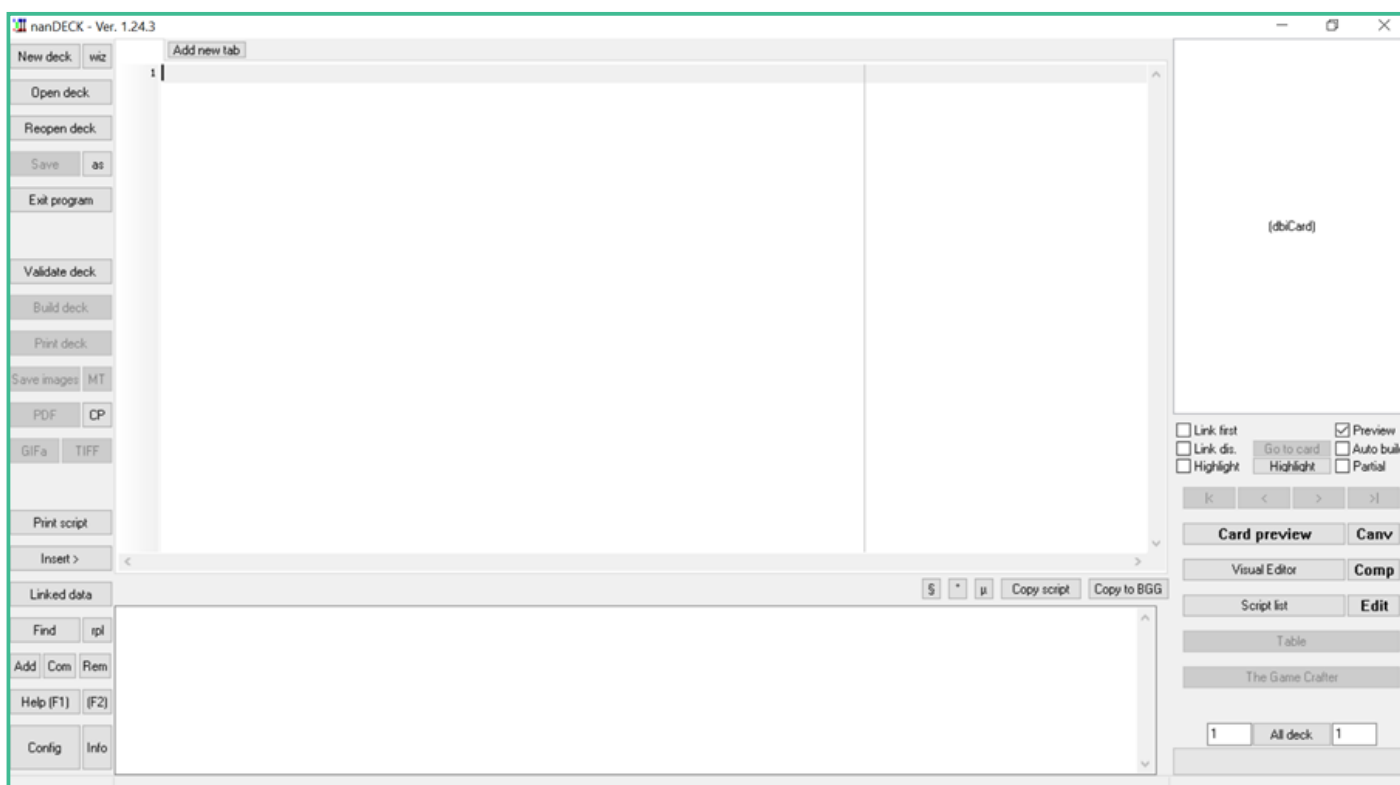 nanDECK - Ver. 1.24.3
New deck wiz
Add new tab
1
Open deck
Reopen deck
Save as
Exit program
(dbiCard)
Validate deck
Build deck
Print deck
Save images MT
PDF CP
GIFa TIFF
Link first Preview
Link dis. Go to card Auto buil
Highlight Highlight Partial
|< < > >|
Print script
Card preview Canv
Insert >
Visual Editor Comp
Linked data
§ * µ Copy script Copy to BGG
Script list Edit
Find rpl
Table
Add Com Rem
The Game Crafter
Help (F1) (F2)
1 All deck 1
Config Info